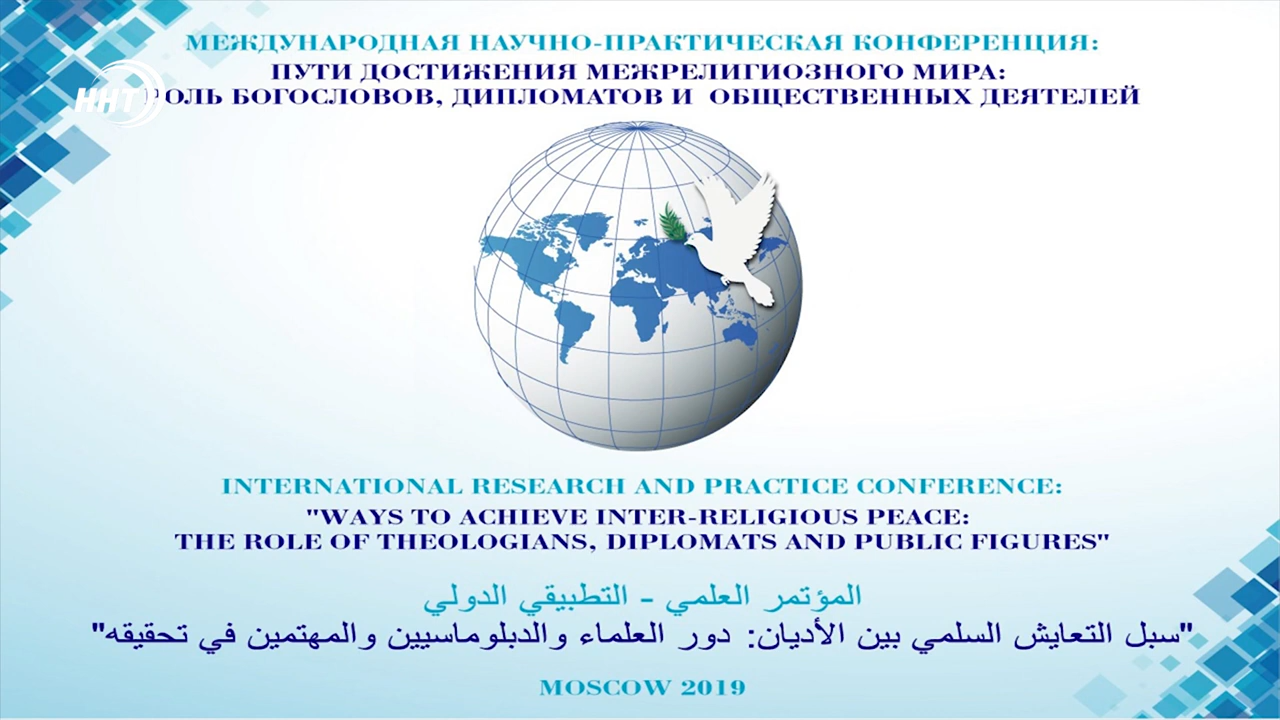 МЕЖДУНАРОДНАЯ НАУЧНО-ПРАКТИЧЕСКАЯ КОНФЕРЕНЦИЯ:
ПУТИ ДОСТИЖЕНИЯ МЕЖРЕЛИГИОЗНОГО МИРА:
ННТ
РОЛЬ БОГОСЛОВОВ, ДИПЛОМАТОВ И ОБЩЕСТВЕННЫХ ДЕЯТЕЛЕЙ
INTERNATIONAL RESEARCH AND PRACTICE CONFERENCE:
"WAYS TO ACHIEVE INTER-RELIGIOUS PEACE:
THE ROLE OF THEOLOGIANS, DIPLOMATS AND PUBLIC FIGURES"
المؤتمر العلمي - التطبيقي الدولي
"سبل التعايش السلمي بين الأديان: دور العلماء والدبلوماسيين والمهتمين في تحقيقه"
MOSCOW 2019